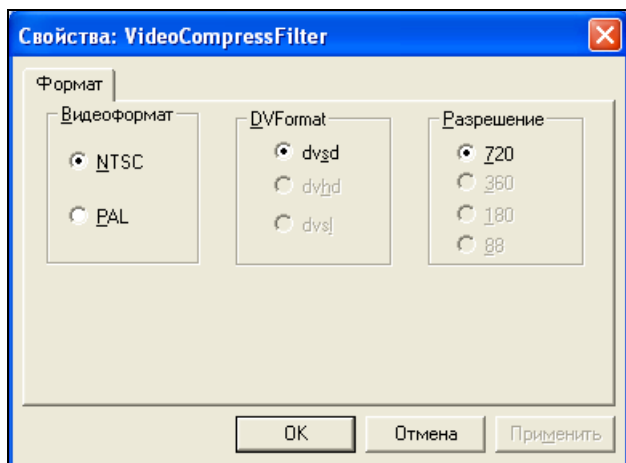 Свойства: VideoCompressFilter
Формат
Видеоформат
NTSC
PAL
DVFormat
dvsd
dvhd
dvsl
Разрешение
720
360
180
88
OK
Отмена
Применить